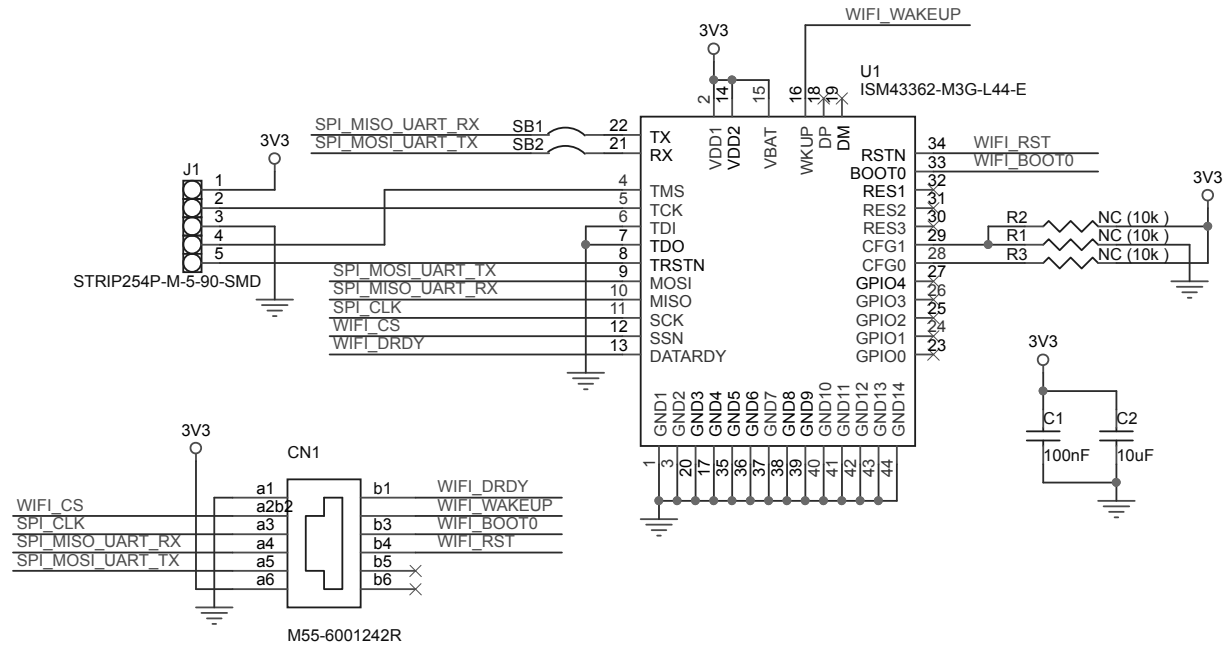 WIFI_WAKEUP
3V3
U1
ISM43362-M3G-L44-E
2
14
15
16
18
19
VDD1
VDD2
VBAT
WKUP
DP
DM
SPI_MISO_UART_RX SB1 22 TX
SPI_MOSI_UART_TX SB2 21 RX
3V3
J1
1
2
3
4
5
STRIP254P-M-5-90-SMD
4 TMS
5 TCK
6 TDI
7 TDO
8 TRSTN
SPI_MOSI_UART_TX 9 MOSI
SPI_MISO_UART_RX 10 MISO
SPI_CLK 11 SCK
WIFI_CS 12 SSN
WIFI_DRDY 13 DATARDY
RSTN 34 WIFI_RST
BOOT0 33 WIFI_BOOT0
RES1 32
RES2 31
RES3 30
CFG1 29
CFG0 28
GPIO4 27
GPIO3 26
GPIO2 25
GPIO1 24
GPIO0 23
3V3
R2 NC (10k )
R1 NC (10k )
R3 NC (10k )
GND1
GND2
GND3
GND4
GND5
GND6
GND7
GND8
GND9
GND10
GND11
GND12
GND13
GND14
1
3
20
17
35
36
37
38
39
40
41
42
43
44
3V3
C1
100nF
C2
10uF
3V3
CN1
a1 b1 WIFI_DRDY
WIFI_CS a2b2 WIFI_WAKEUP
SPI_CLK a3 b3 WIFI_BOOT0
SPI_MISO_UART_RX a4 b4 WIFI_RST
SPI_MOSI_UART_TX a5 b5
a6 b6
M55-6001242R